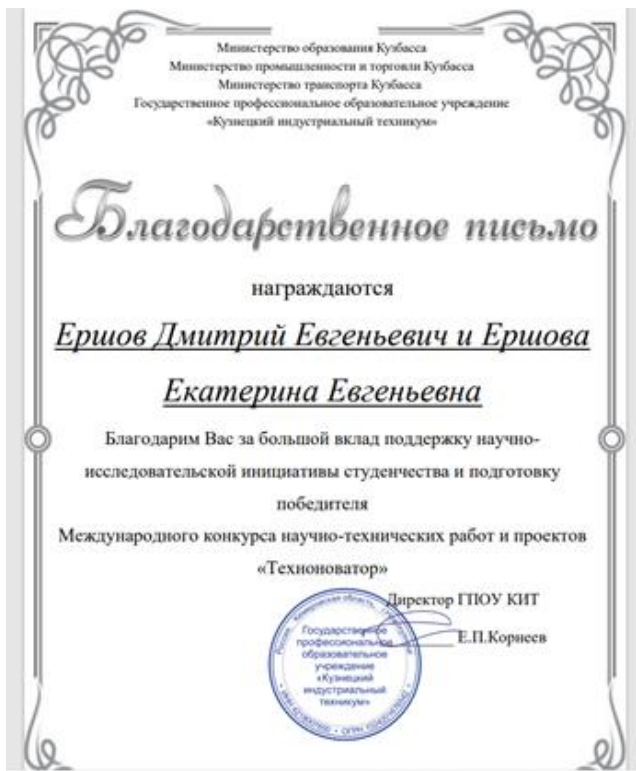 Министерство образования Кузбасса
Министерство промышленности и торговли Кузбасса
Министерство транспорта Кузбасса
Государственное профессиональное образовательное учреждение
«Кузнецкий индустриальный техникум»
Благодарственное письмо
награждаются
Ершов Дмитрий Евгеньевич и Ершова
Екатерина Евгеньевна
Благодарим Вас за большой вклад поддержку научно-
исследовательской инициативы студенчества и подготовку
победителя
Международного конкурса научно-технических работ и проектов
«Техноноватор»
Директор ГПОУ КИТ
Е.П.Корнеев
Государственное
профессиональное
образовательное
учреждение
«Кузнецкий
индустриальный
техникум»